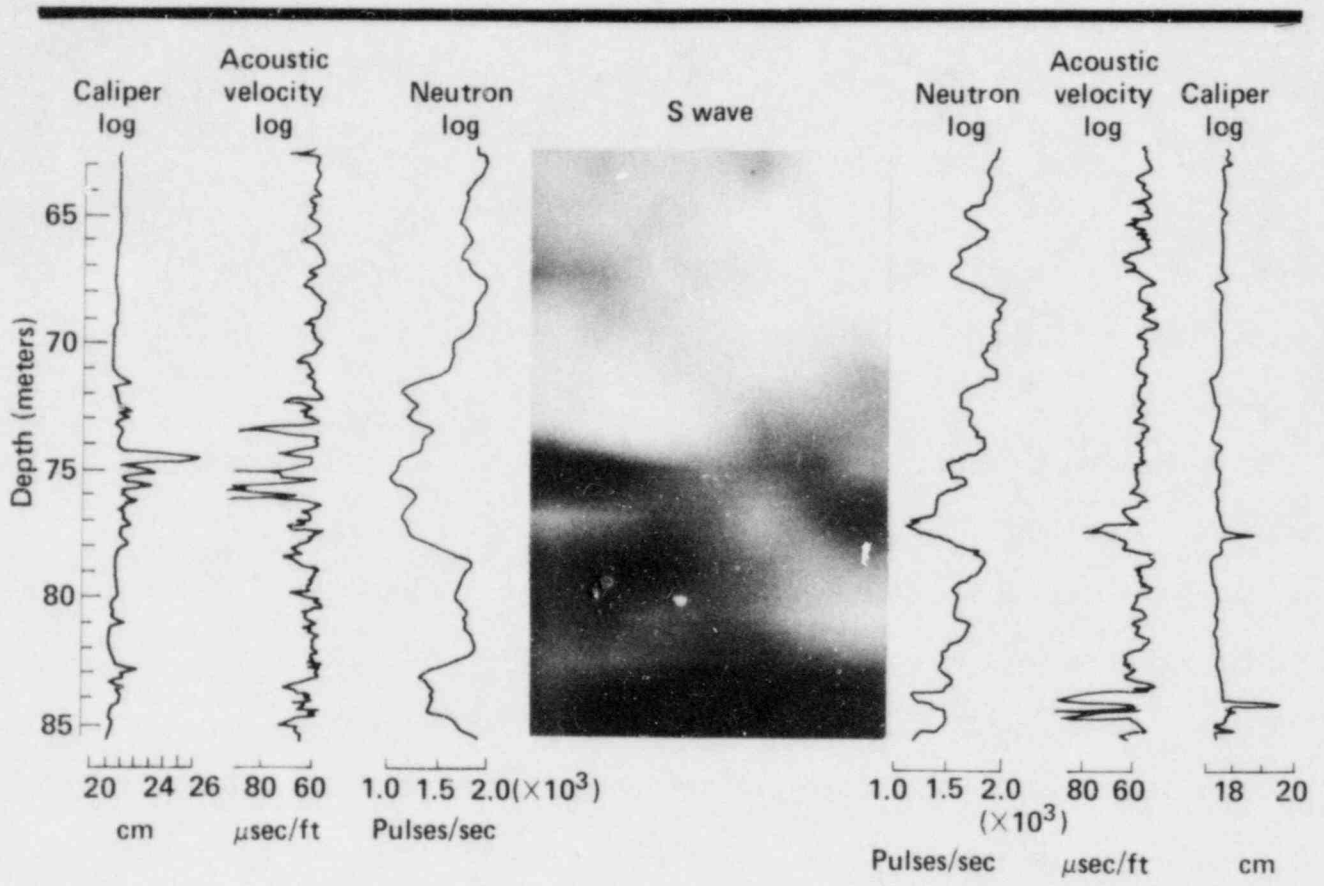 Caliper
log
Acoustic
velocity
log
Neutron
log
S wave
Neutron
log
Acoustic
velocity
log
Caliper
log
Depth (meters)
65
70
75
80
85
20 24 26
cm
80 60
μsec/ft
1.0 1.5 2.0(×10³)
Pulses/sec
1.0 1.5 2.0
(×10³)
Pulses/sec
80 60
μsec/ft
18 20
cm